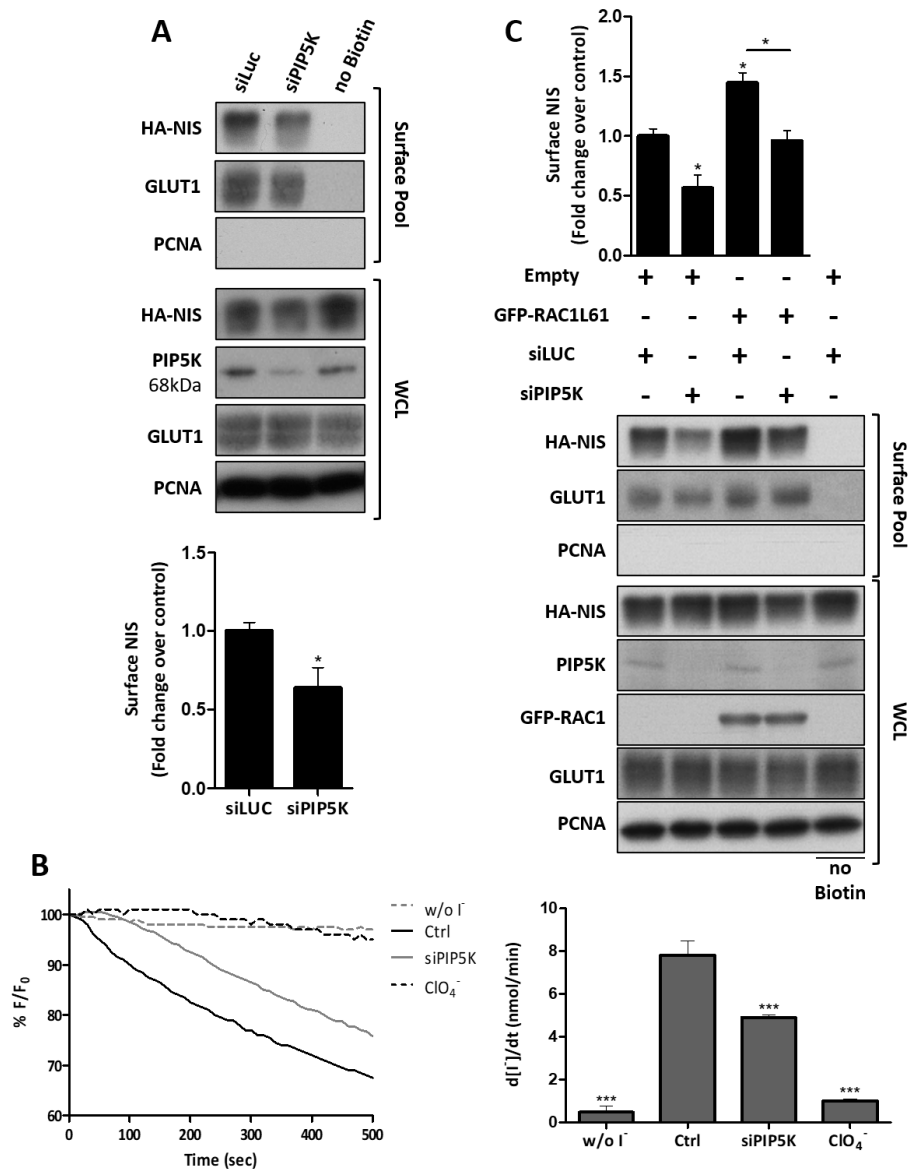 A
siLuc
siPIP5K
no Biotin
HA-NIS
GLUT1
PCNA
Surface Pool
HA-NIS
PIP5K
68kDa
GLUT1
PCNA
WCL
Surface NIS
(Fold change over control)
1.5
1.0
0.5
0.0
*
siLUC
siPIP5K
C
Surface NIS
(Fold change over control)
2.0
1.5
1.0
0.5
0.0
*
*
*
Empty + + - - +
GFP-RAC1L61 - - + + -
siLUC + - + - +
siPIP5K - + - + -
HA-NIS
GLUT1
PCNA
Surface Pool
HA-NIS
PIP5K
GFP-RAC1
GLUT1
PCNA
WCL
no
Biotin
B
% F/F₀
100
90
80
70
60
0 100 200 300 400 500
Time (sec)
w/o I⁻
Ctrl
siPIP5K
ClO₄⁻
d[I⁻]/dt (nmol/min)
10
8
6
4
2
0
***
***
***
w/o I⁻
Ctrl
siPIP5K
ClO₄⁻